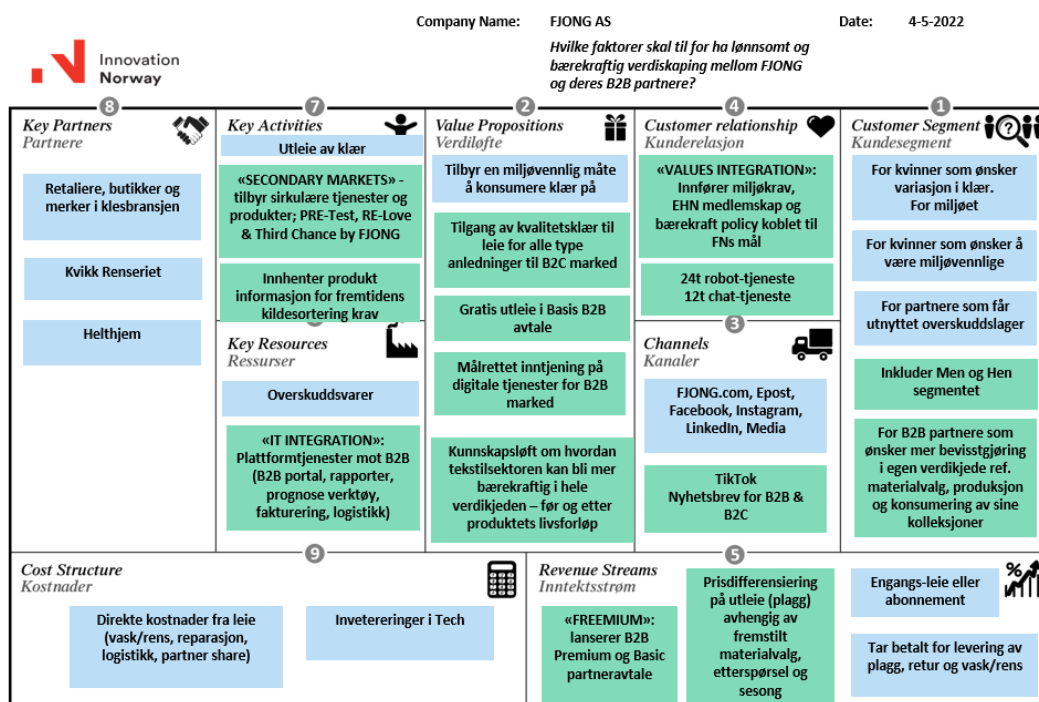 Company Name: FJONG AS Date: 4-5-2022
Hvilke faktorer skal til for ha lønnsomt og
bærekraftig verdiskaping mellom FJONG
og deres B2B partnere?
Innovation
Norway
8
Key Partners
Partnere
Retaliere, butikker og
merker i klesbransjen
Kvikk Renseriet
Helthjem
7
Key Activities
Utleie av klær
«SECONDARY MARKETS» -
tilbyr sirkulære tjenester og
produkter; PRE-Test, RE-Love
& Third Chance by FJONG
Innhenter produkt
informasjon for fremtidens
kildesortering krav
Key Resources
Ressurser
Overskuddsvarer
«IT INTEGRATION»:
Plattformtjenester mot B2B
(B2B portal, rapporter,
prognose verktøy,
fakturering, logistikk)
2
Value Propositions
Verdiløfte
Tilbyr en miljøvennlig måte
å konsumere klær på
Tilgang av kvalitetsklær til
leie for alle type
anledninger til B2C marked
Gratis utleie i Basis B2B
avtale
Målrettet inntjening på
digitale tjenester for B2B
marked
Kunnskapsløft om hvordan
tekstilsektoren kan bli mer
bærekraftig i hele
verdikjeden – før og etter
produktets livsforløp
4
Customer relationship
Kunderelasjon
«VALUES INTEGRATION»:
Innfører miljøkrav,
EHN medlemskap og
bærekraft policy koblet til
FNs mål
24t robot-tjeneste
12t chat-tjeneste
3
Channels
Kanaler
FJONG.com, Epost,
Facebook, Instagram,
LinkedIn, Media
TikTok
Nyhetsbrev for B2B &
B2C
1
Customer Segment
Kundesegment
For kvinner som ønsker
variasjon i klær.
For miljøet
For kvinner som ønsker å
være miljøvennlige
For partnere som får
utnyttet overskuddslager
Inkluder Men og Hen
segmentet
For B2B partnere som
ønsker mer bevisstgjøring
i egen verdikjede ref.
materialvalg, produksjon
og konsumering av sine
kolleksjoner
9
Cost Structure
Kostnader
Direkte kostnader fra leie
(vask/rens, reparasjon,
logistikk, partner share)
Invetereringer i Tech
5
Revenue Streams
Inntektsstrøm
«FREEMIUM»:
lanserer B2B
Premium og Basic
partneravtale
Prisdifferensiering
på utleie (plagg)
avhengig av
fremstilt
materialvalg,
etterspørsel og
sesong
Engangs-leie eller
abonnement
Tar betalt for levering av
plagg, retur og vask/rens
%